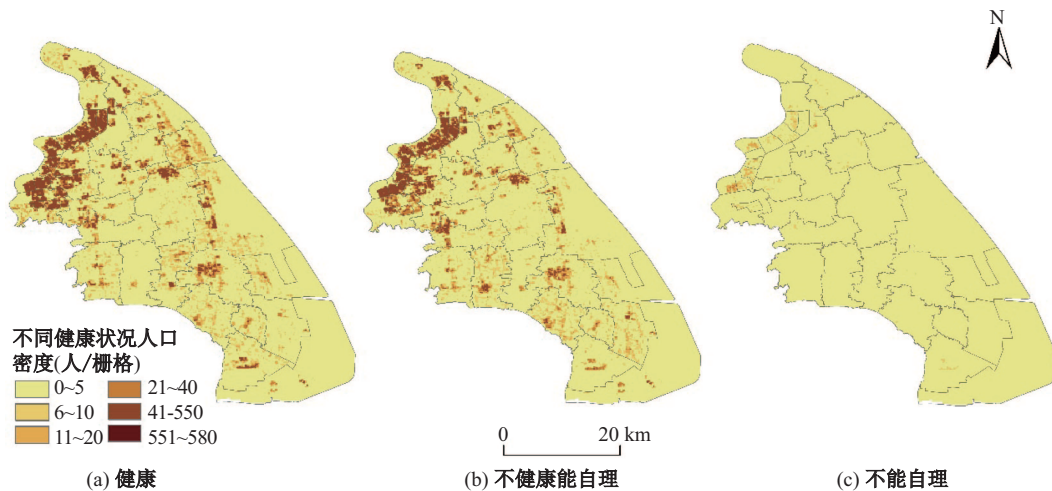 N
不同健康状况人口
密度(人/栅格)
0~5
21~40
6~10
41-550
11~20
551~580
0 20 km
(a) 健康
(b) 不健康能自理
(c) 不能自理